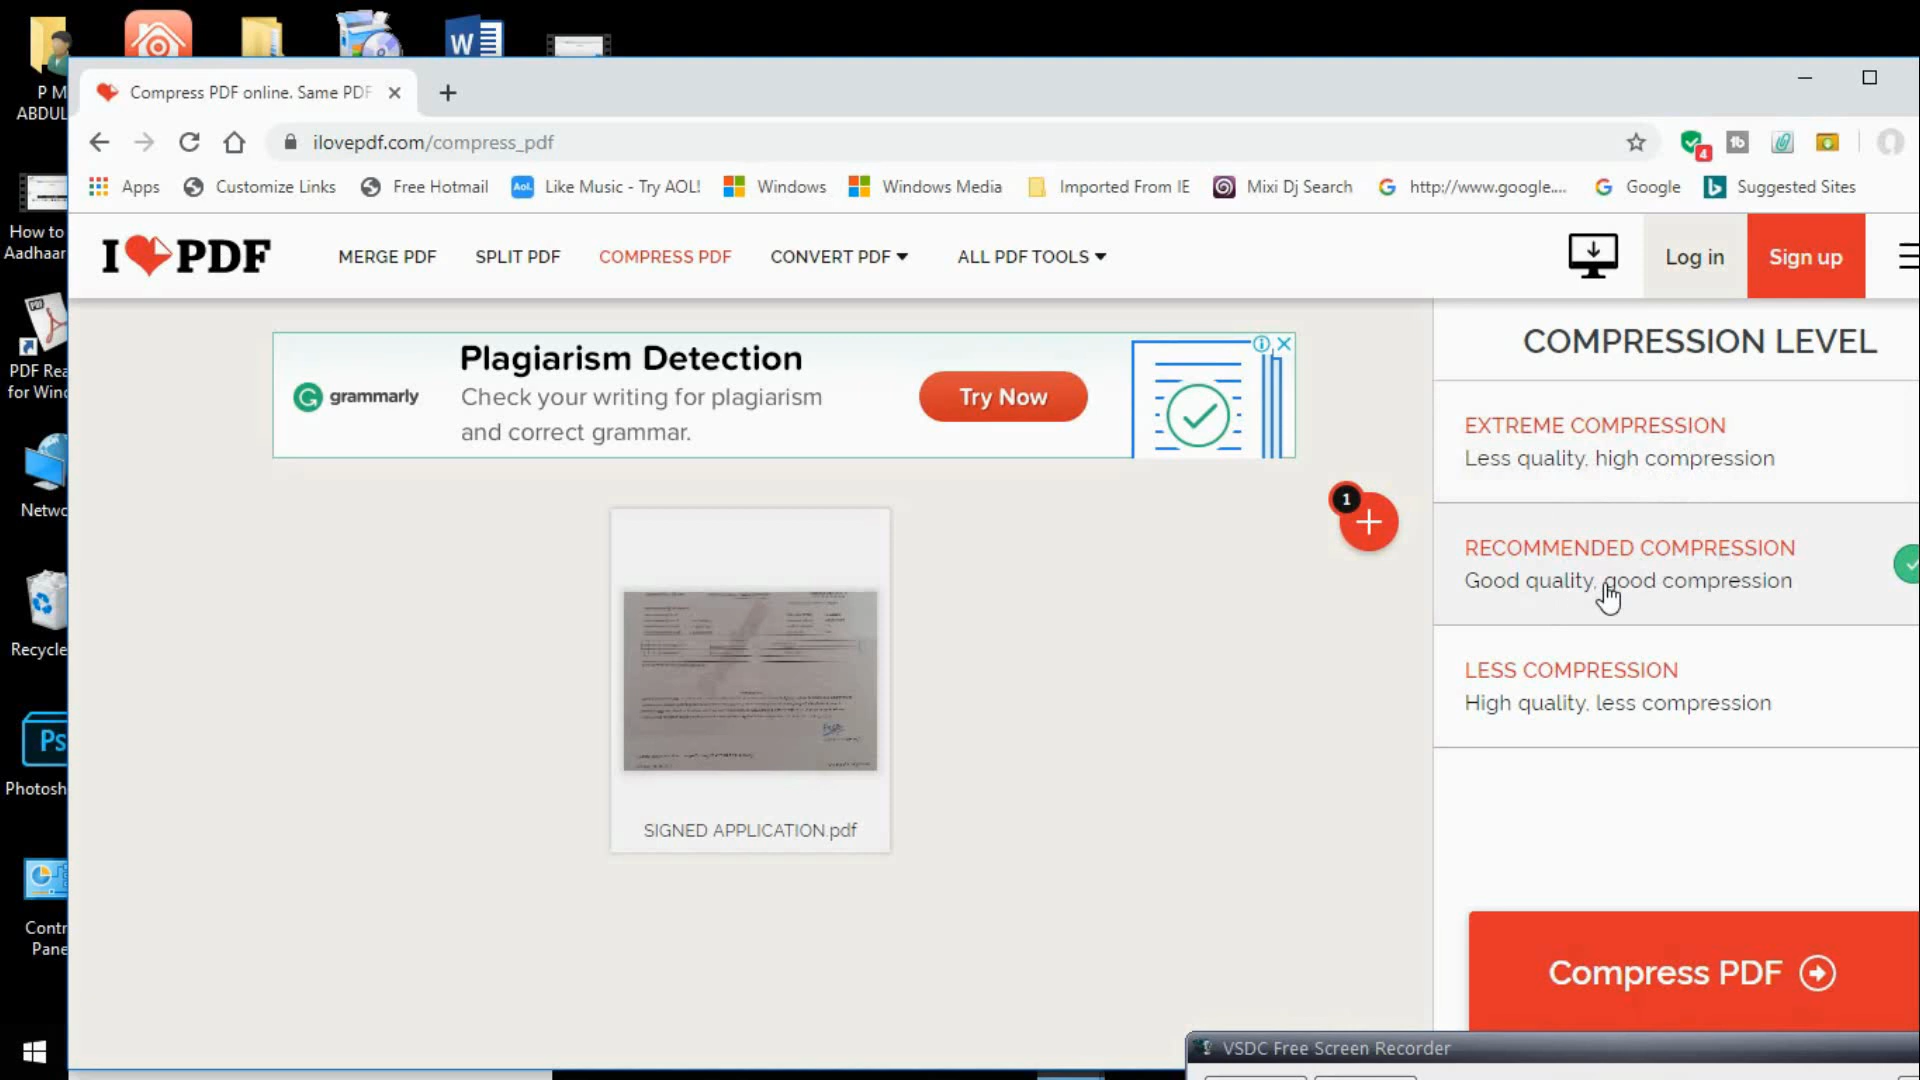 P M
ABDUL
How to
Aadhaar
PDF Rea
for Wind
Netwo
Recycle
Ps
Photosh
Contr
Pane
W
Compress PDF online. Same PDF
ilovepdf.com/compress_pdf
4
Apps
Customize Links
Free Hotmail
Aol.
Like Music - Try AOL!
Windows
Windows Media
Imported From IE
Mixi Dj Search
http://www.google....
Google
Suggested Sites
I PDF
MERGE PDF
SPLIT PDF
COMPRESS PDF
CONVERT PDF
ALL PDF TOOLS
Log in
Sign up
grammarly
Plagiarism Detection
Check your writing for plagiarism
and correct grammar.
Try Now
1
SIGNED APPLICATION.pdf
COMPRESSION LEVEL
EXTREME COMPRESSION
Less quality, high compression
RECOMMENDED COMPRESSION
Good quality, good compression
LESS COMPRESSION
High quality, less compression
Compress PDF
VSDC Free Screen Recorder